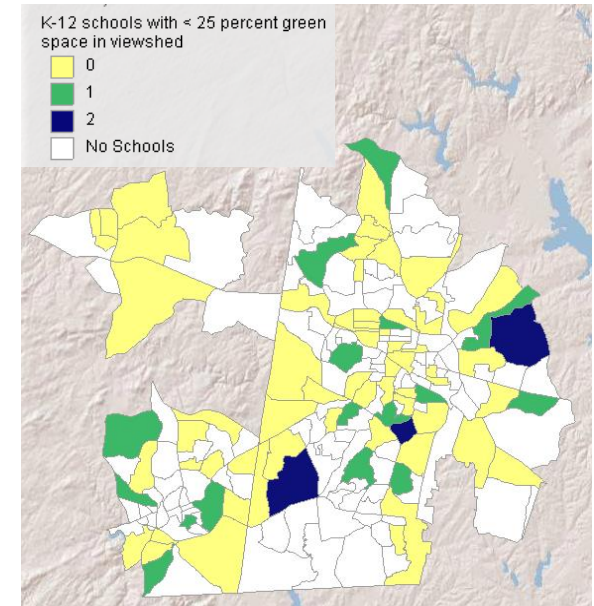 K-12 schools with < 25 percent green
space in viewshed
0
1
2
No Schools